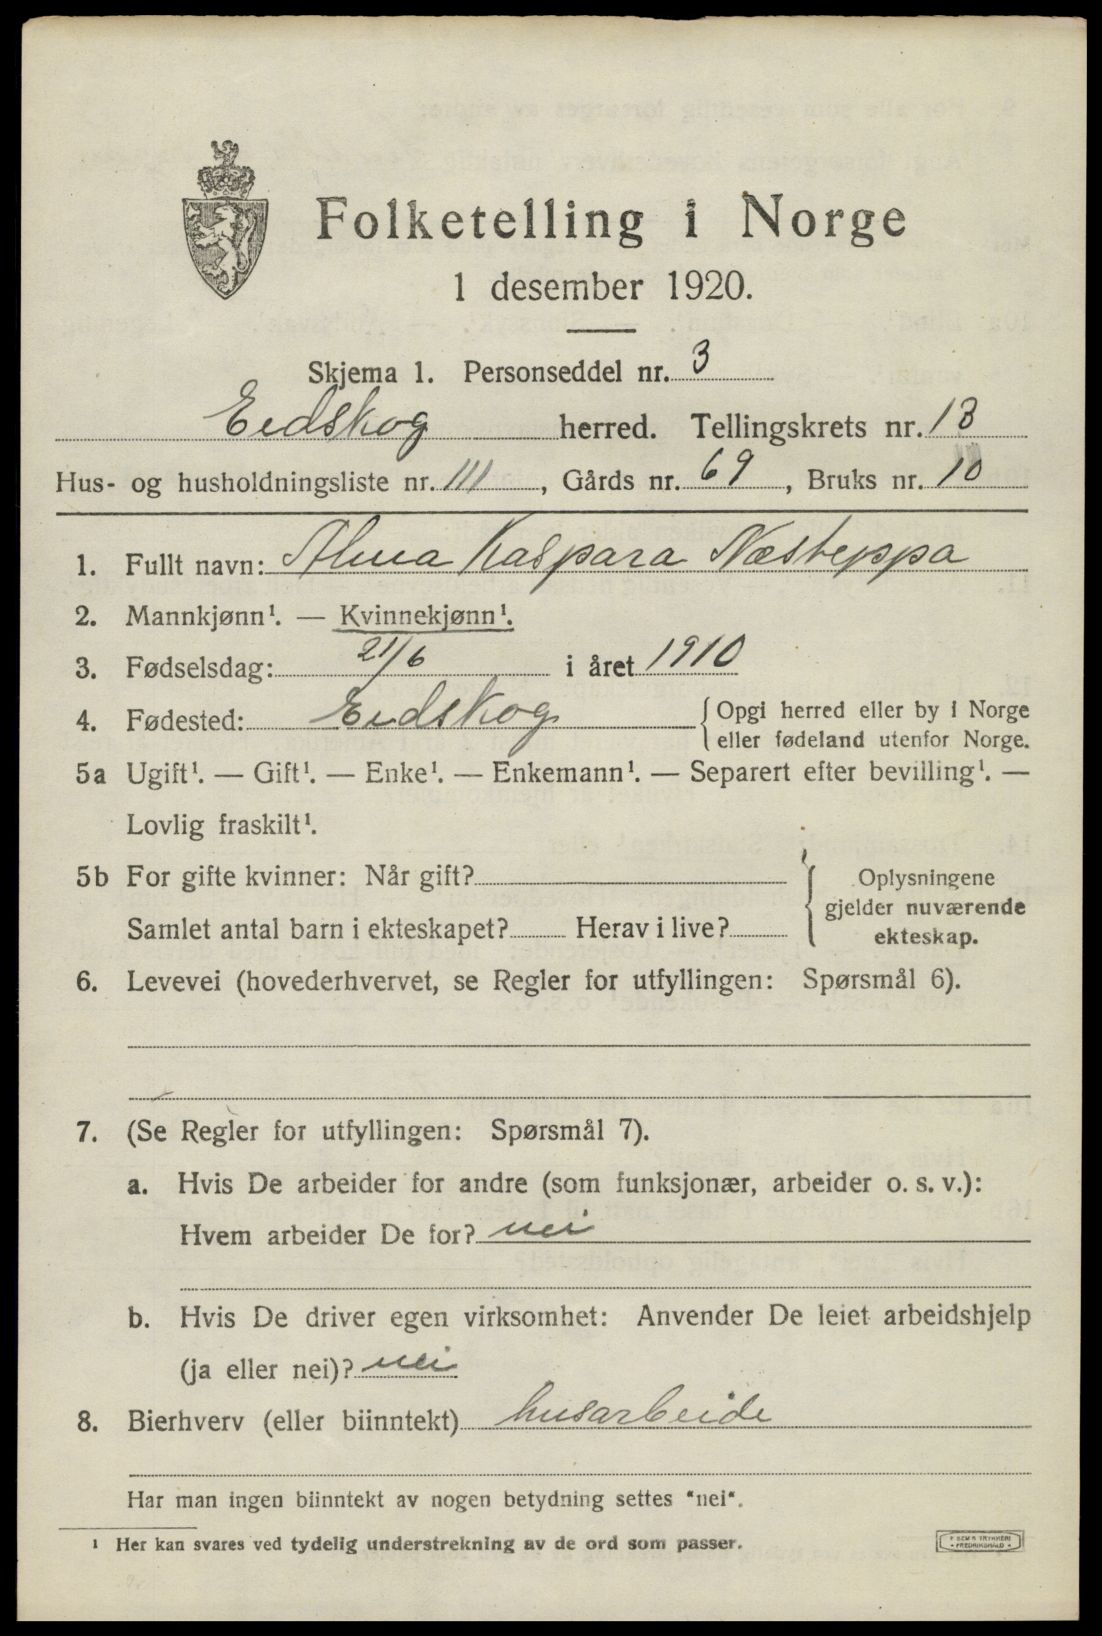 Folketelling i Norge
1 desember 1920.
Skjema 1. Personseddel nr. 3
Eidskog herred. Tellingskrets nr. 13
Hus- og husholdningsliste nr. 111, Gårds nr. 69, Bruks nr. 10
1. Fullt navn: Alma Kaspara Næsteppa
2. Mannkjønn¹. — Kvinnekjønn¹.
3. Fødselsdag: 21/6 i året 1910
4. Fødested: Eidskog {Opgi herred eller by i Norge
eller fødeland utenfor Norge.
5a Ugift¹. — Gift¹. — Enke¹. — Enkemann¹. — Separert efter bevilling¹. —
Lovlig fraskilt¹.
5b For gifte kvinner: Når gift?
Samlet antal barn i ekteskapet? Herav i live?
Oplysningene
gjelder nuværende
ekteskap.
6. Levevei (hovederhvervet, se Regler for utfyllingen: Spørsmål 6).
7. (Se Regler for utfyllingen: Spørsmål 7).
a. Hvis De arbeider for andre (som funksjonær, arbeider o. s. v.):
Hvem arbeider De for? nei
b. Hvis De driver egen virksomhet: Anvender De leiet arbeidshjelp
(ja eller nei)? nei
8. Bierhverv (eller biinntekt) husarbeide
Har man ingen biinntekt av nogen betydning settes "nei".
¹ Her kan svares ved tydelig understrekning av de ord som passer.